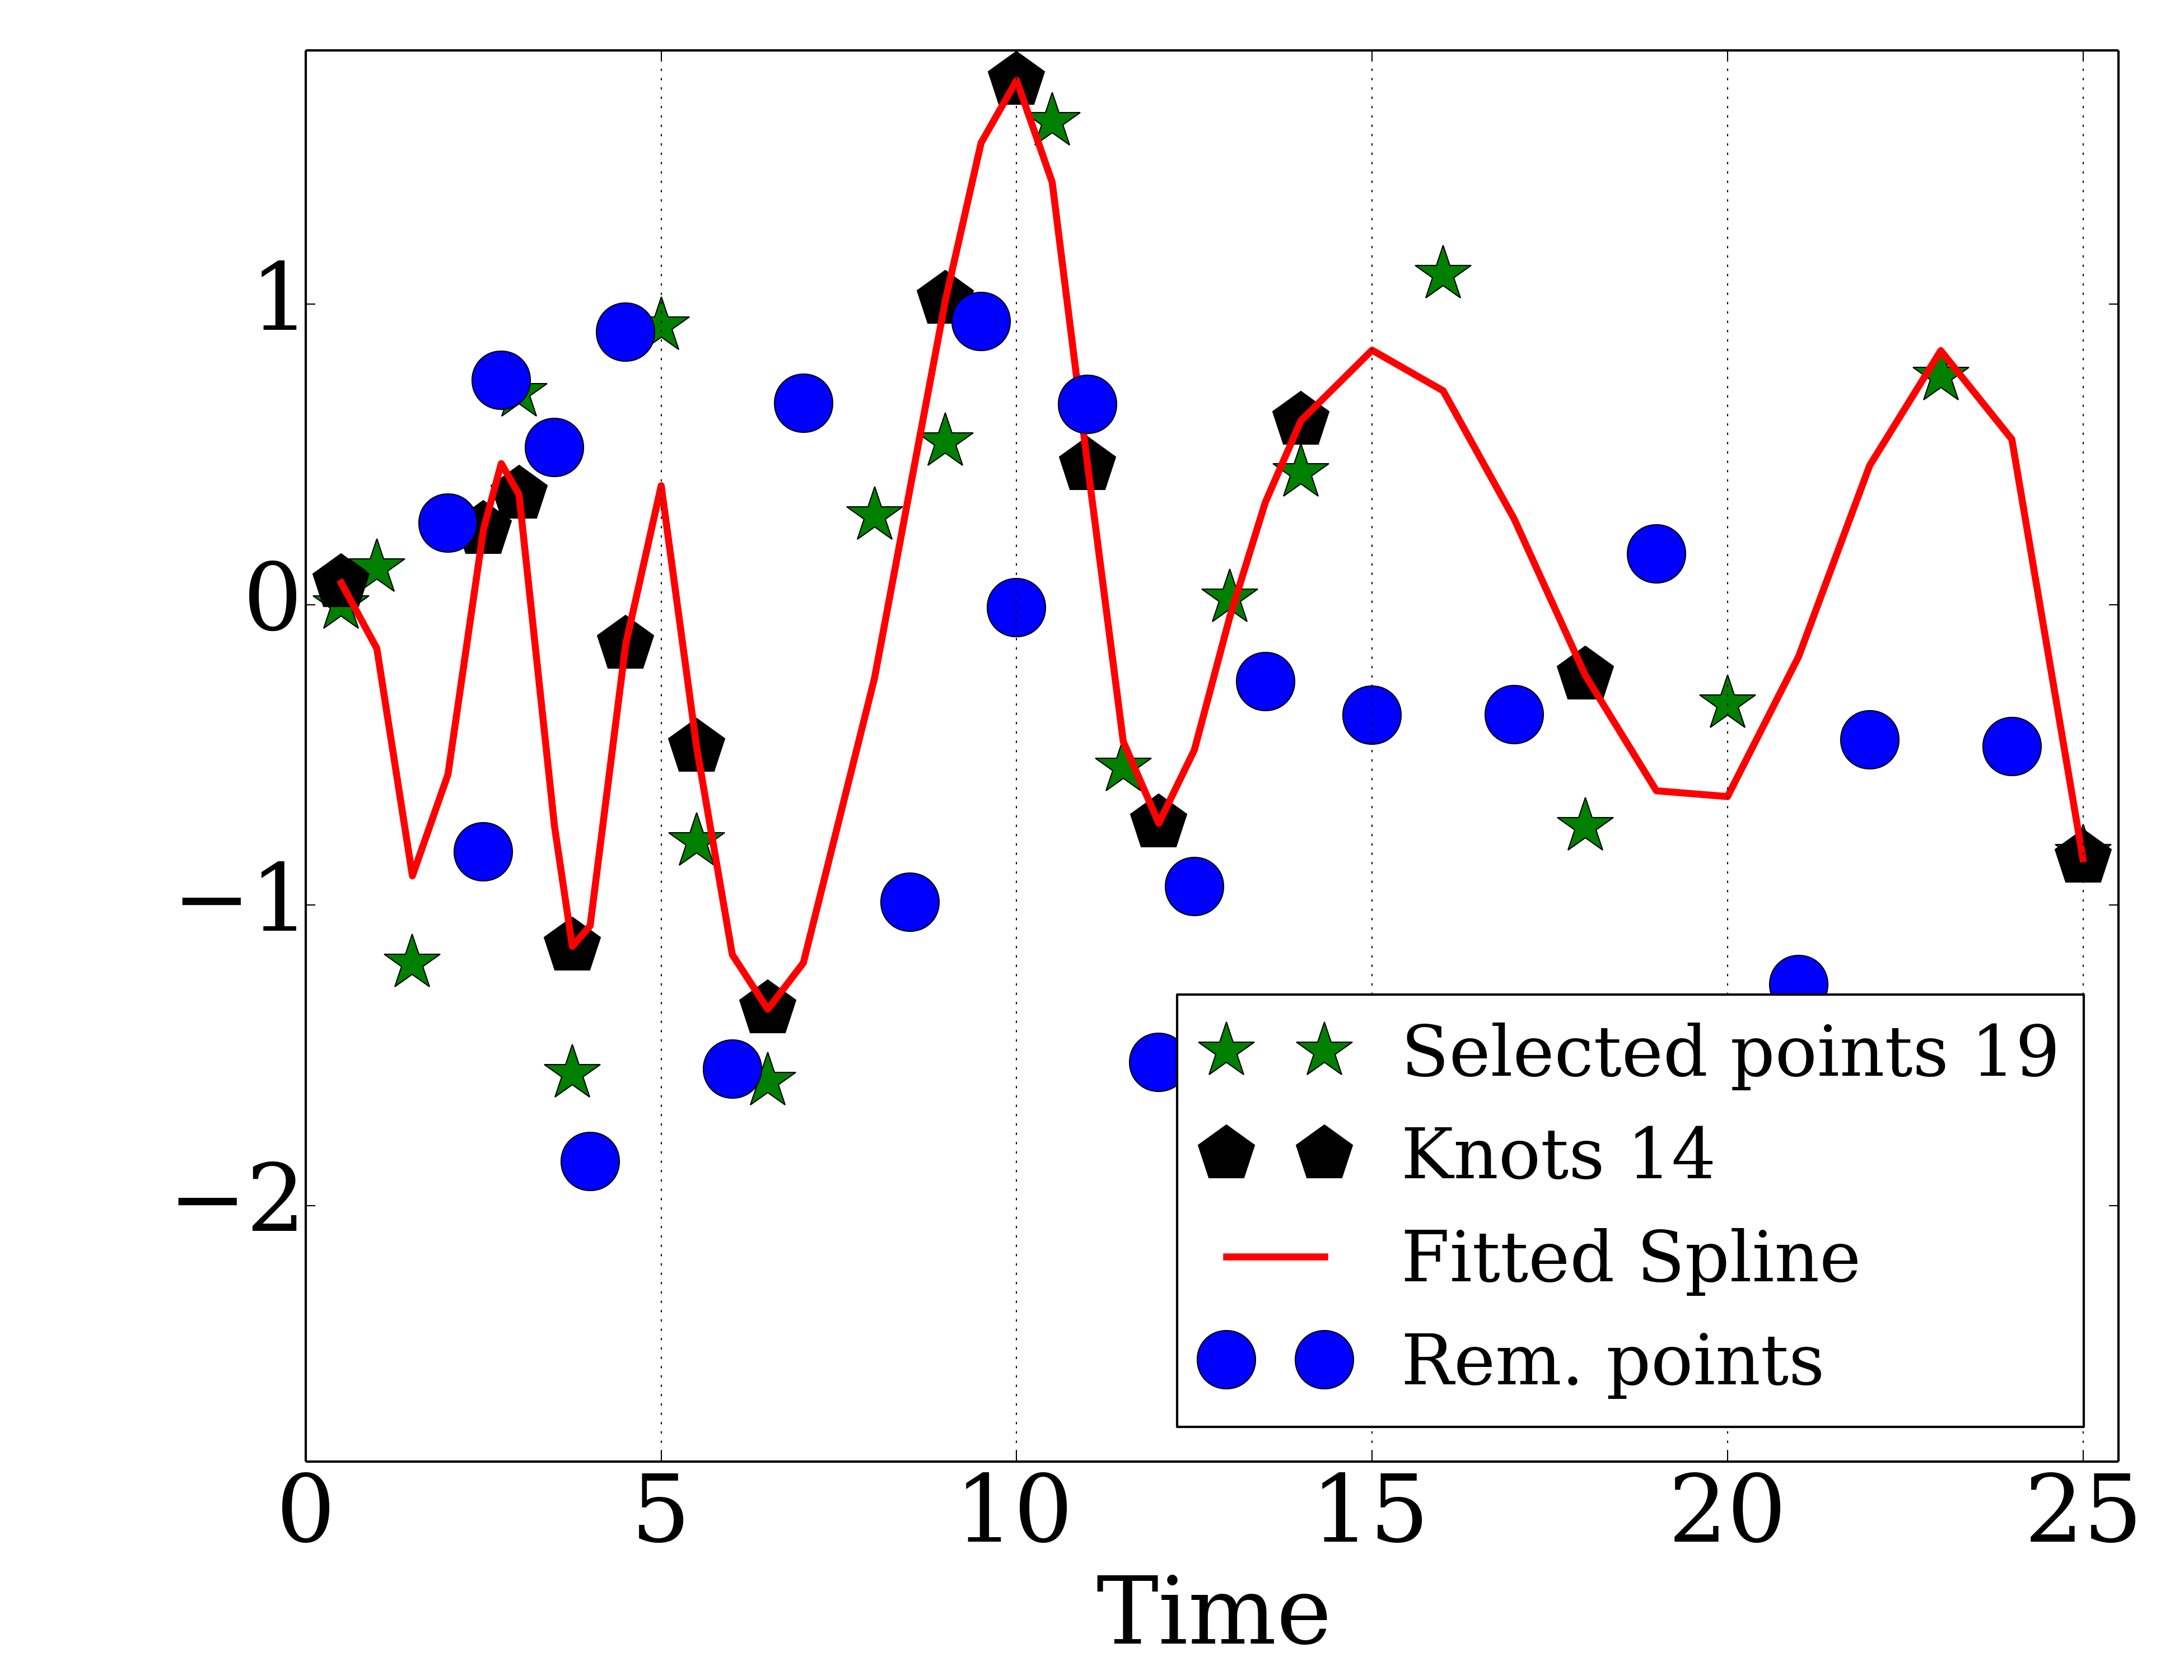 1
0
−1
−2
Selected points 19
Knots 14
Fitted Spline
Rem. points
0 5 10 15 20 25
Time